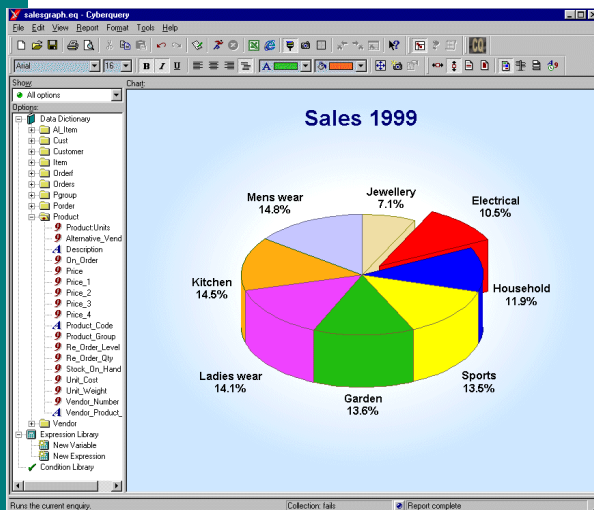 salesgraph.eq - Cyberquery
File Edit View Report Format Tools Help
Arial 16 B I U A
Show:
All options
Options:
Data Dictionary
Al_Item
Cust
Customer
Item
Orderf
Orders
Pgroup
Porder
Product
Product:Units
Alternative_Vend
Description
On_Order
Price
Price_1
Price_2
Price_3
Price_4
Product_Code
Product_Group
Re_Order_Level
Re_Order_Qty
Stock_On_Hand
Unit_Cost
Unit_Weight
Vendor_Number
Vendor_Product_
Vendor
Expression Library
New Variable
New Expression
Condition Library
Chart:
Sales 1999
Jewellery
7.1%
Electrical
10.5%
Mens wear
14.8%
Kitchen
14.5%
Household
11.9%
Ladies wear
14.1%
Sports
13.5%
Garden
13.6%
Runs the current enquiry.
Collection: fails
Report complete